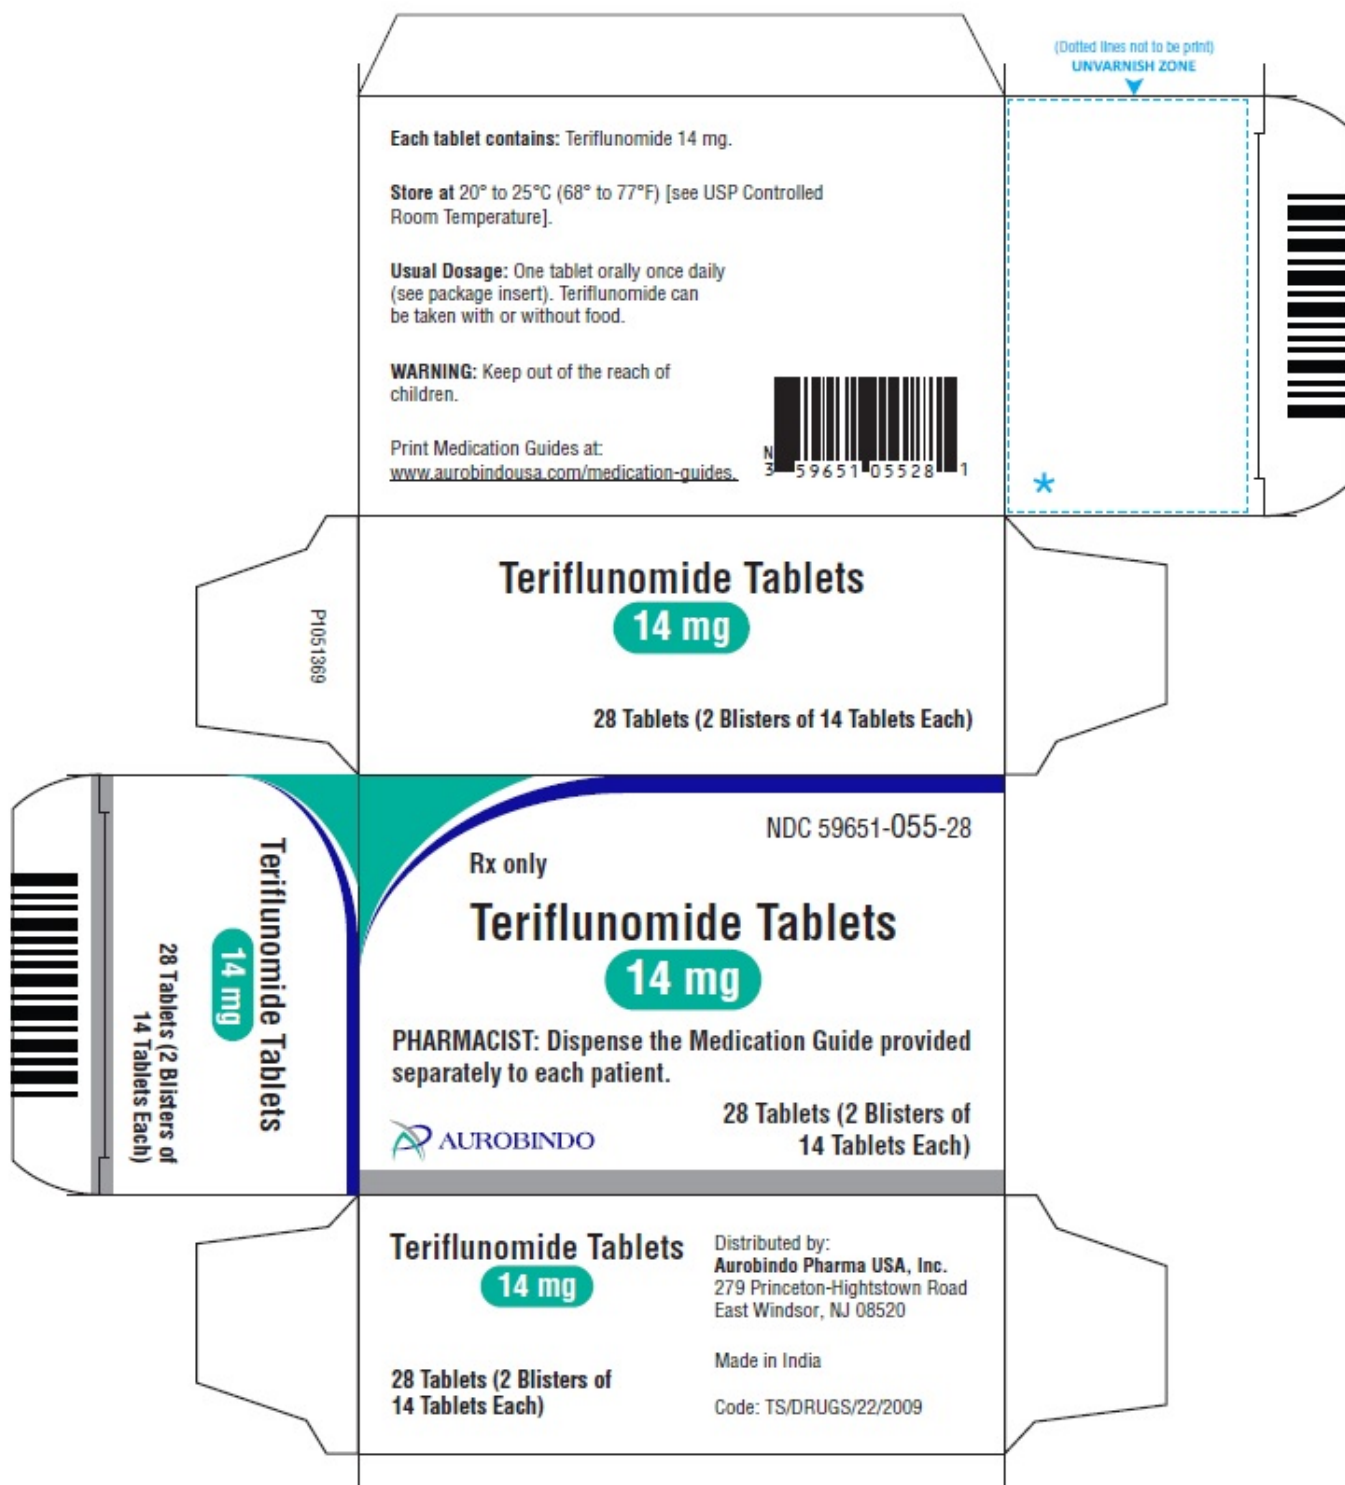 (Dotted lines not to be print)
UNVARNISH ZONE
Each tablet contains: Teriflunomide 14 mg.
Store at 20° to 25°C (68° to 77°F) [see USP Controlled
Room Temperature].
Usual Dosage: One tablet orally once daily
(see package insert). Teriflunomide can
be taken with or without food.
WARNING: Keep out of the reach of
children.
Print Medication Guides at:
www.aurobindousa.com/medication-guides.
N
3 59651 05528 1
*
Teriflunomide Tablets
14 mg
28 Tablets (2 Blisters of 14 Tablets Each)
P1051369
Teriflunomide Tablets
14 mg
28 Tablets (2 Blisters of
14 Tablets Each)
NDC 59651-055-28
Rx only
Teriflunomide Tablets
14 mg
PHARMACIST: Dispense the Medication Guide provided
separately to each patient.
28 Tablets (2 Blisters of
14 Tablets Each)
AUROBINDO
Teriflunomide Tablets
14 mg
28 Tablets (2 Blisters of
14 Tablets Each)
Distributed by:
Aurobindo Pharma USA, Inc.
279 Princeton-Hightstown Road
East Windsor, NJ 08520
Made in India
Code: TS/DRUGS/22/2009